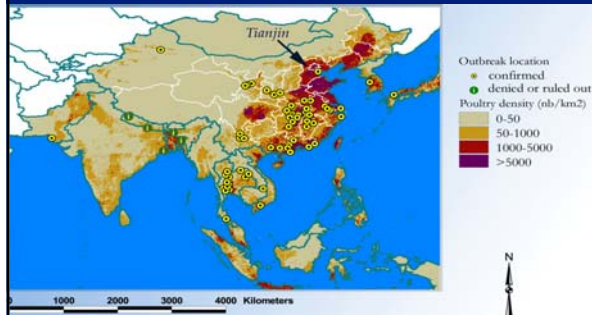 Tianjin
Outbreak location
confirmed
denied or ruled out
Poultry density (nb/km2)
0-50
50-1000
1000-5000
>5000
N
0 1000 2000 3000 4000 Kilometers